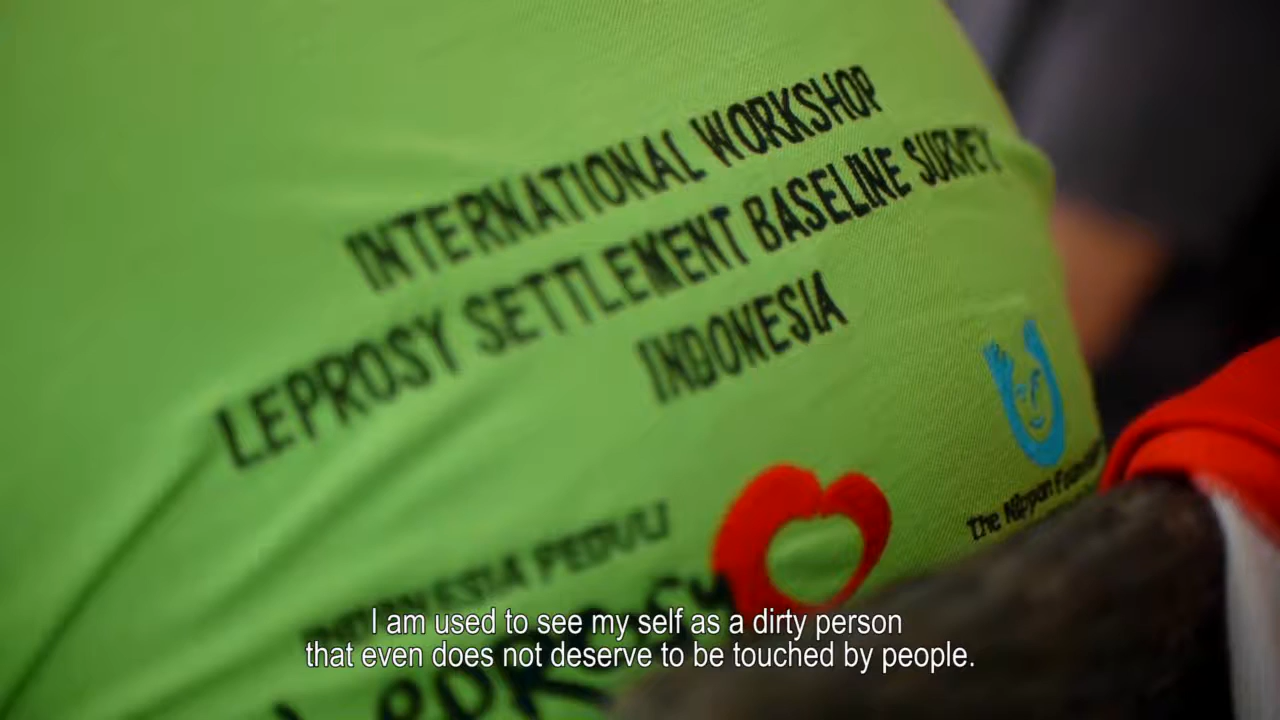 INTERNATIONAL WORKSHOP
LEPROSY SETTLEMENT BASELINE SURVEY
INDONESIA
The Nippon
PEDULI
I am used to see my self as a dirty person
that even does not deserve to be touched by people.